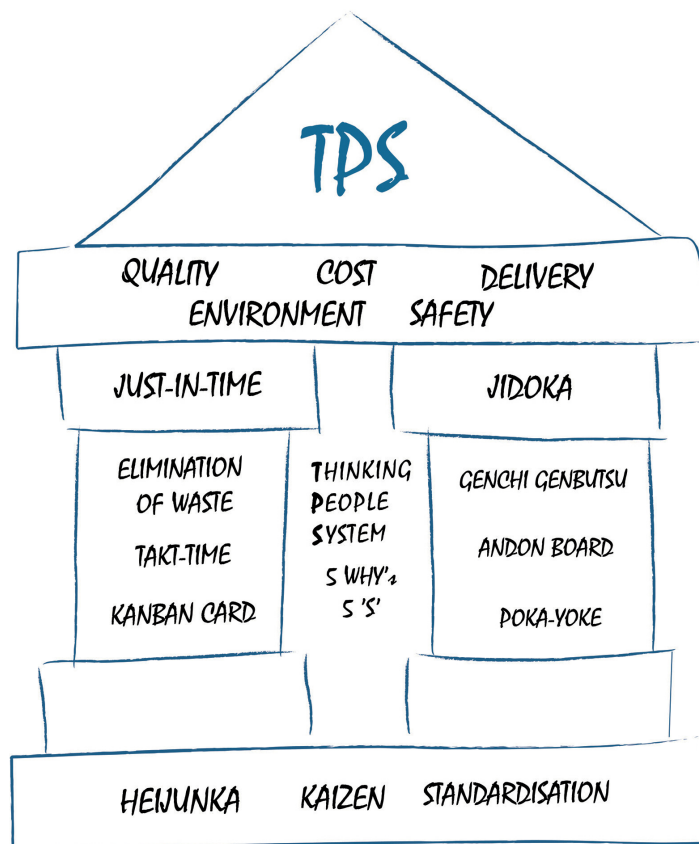 TPS
QUALITY COST DELIVERY
ENVIRONMENT SAFETY
JUST-IN-TIME
JIDOKA
ELIMINATION
OF WASTE
TAKT-TIME
KANBAN CARD
THINKING
PEOPLE
SYSTEM
5 WHY's
5 'S'
GENCHI GENBUTSU
ANDON BOARD
POKA-YOKE
HEIJUNKA KAIZEN STANDARDISATION